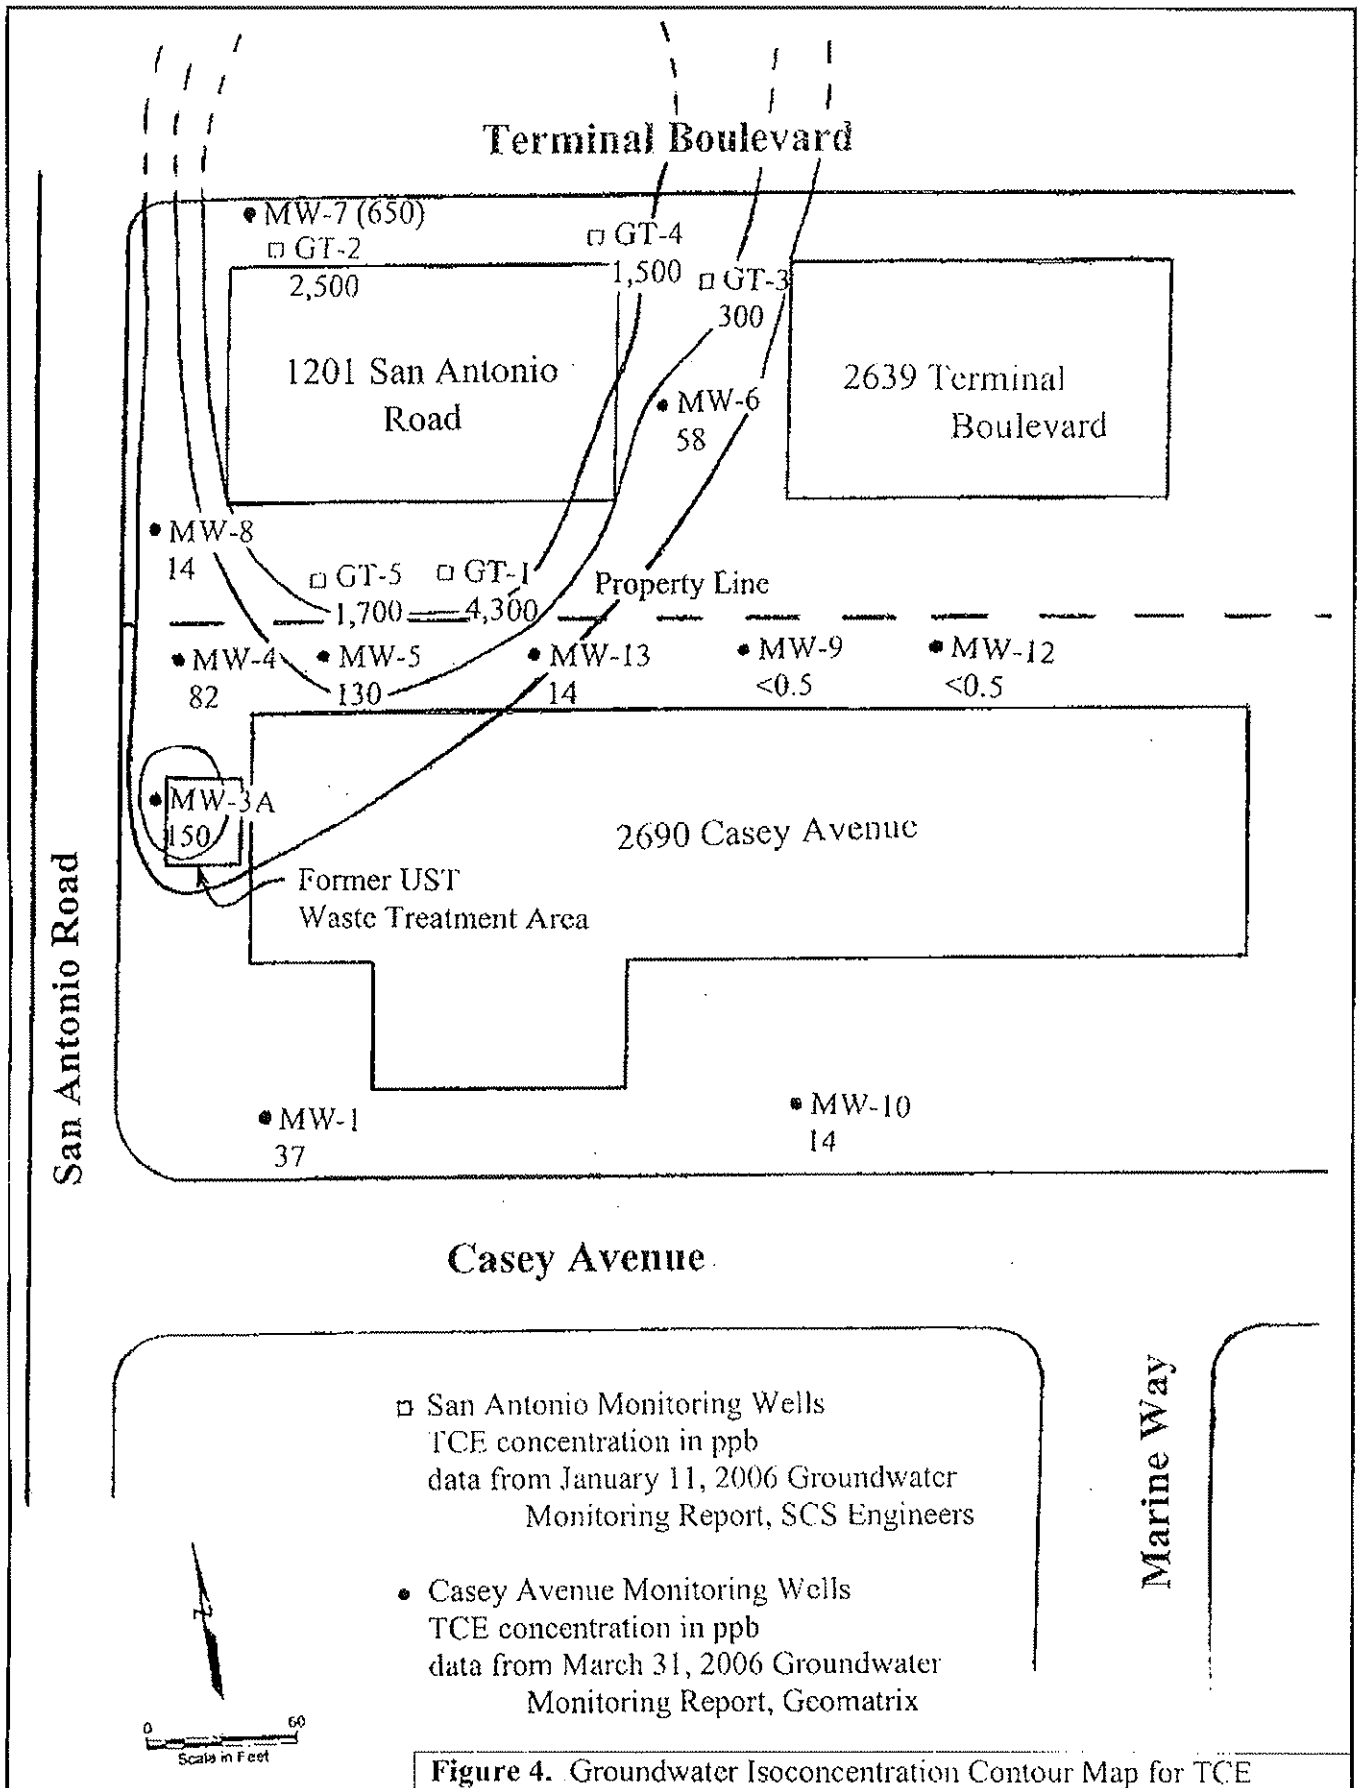 Terminal Boulevard
MW-7 (650)
GT-2
2,500
GT-4
1,500
GT-3
300
1201 San Antonio
Road
MW-6
58
2639 Terminal
Boulevard
MW-8
14
GT-5
1,700
GT-1
4,300
Property Line
MW-4
82
MW-5
130
MW-13
14
MW-9
<0.5
MW-12
<0.5
MW-3A
150
2690 Casey Avenue
Former UST
Waste Treatment Area
San Antonio Road
MW-1
37
MW-10
14
Casey Avenue
Marine Way
San Antonio Monitoring Wells
TCE concentration in ppb
data from January 11, 2006 Groundwater
Monitoring Report, SCS Engineers
Casey Avenue Monitoring Wells
TCE concentration in ppb
data from March 31, 2006 Groundwater
Monitoring Report, Geomatrix
N
0 60
Scale in Feet
Figure 4. Groundwater Isoconcentration Contour Map for TCE